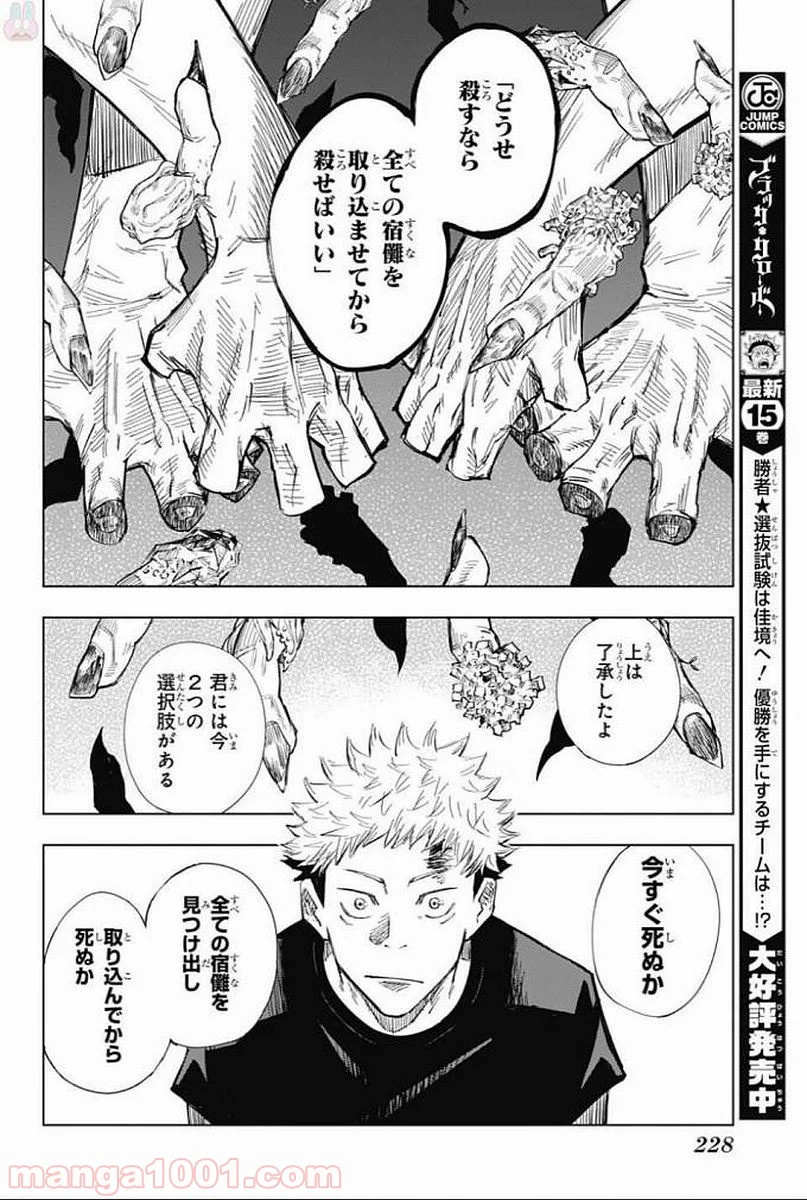 「どうせ
殺すなら
全ての宿儺を
取り込ませてから
殺せばいい」
上は
了承したよ
君には今
2つの
選択肢がある
今すぐ死ぬか
全ての宿儺を
見つけ出し
取り込んでから
死ぬか
JUMP
COMICS
ブラッククローバー
最新
15
巻
勝者★選抜試験は佳境へ! 優勝を手にするチームは…!?
大好評発売中
228
manga1001.com